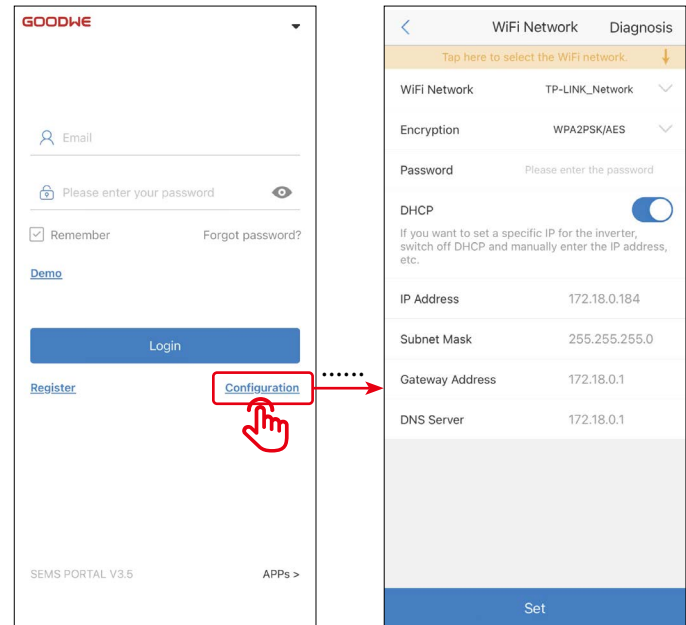 GOODWE
Email
Please enter your password
Remember Forgot password?
Demo
Login
Register Configuration
SEMS PORTAL V3.5 APPs >
......
WiFi Network Diagnosis
Tap here to select the WiFi network.
WiFi Network TP-LINK_Network
Encryption WPA2PSK/AES
Password Please enter the password
DHCP
If you want to set a specific IP for the inverter,
switch off DHCP and manually enter the IP address,
etc.
IP Address 172.18.0.184
Subnet Mask 255.255.255.0
Gateway Address 172.18.0.1
DNS Server 172.18.0.1
Set